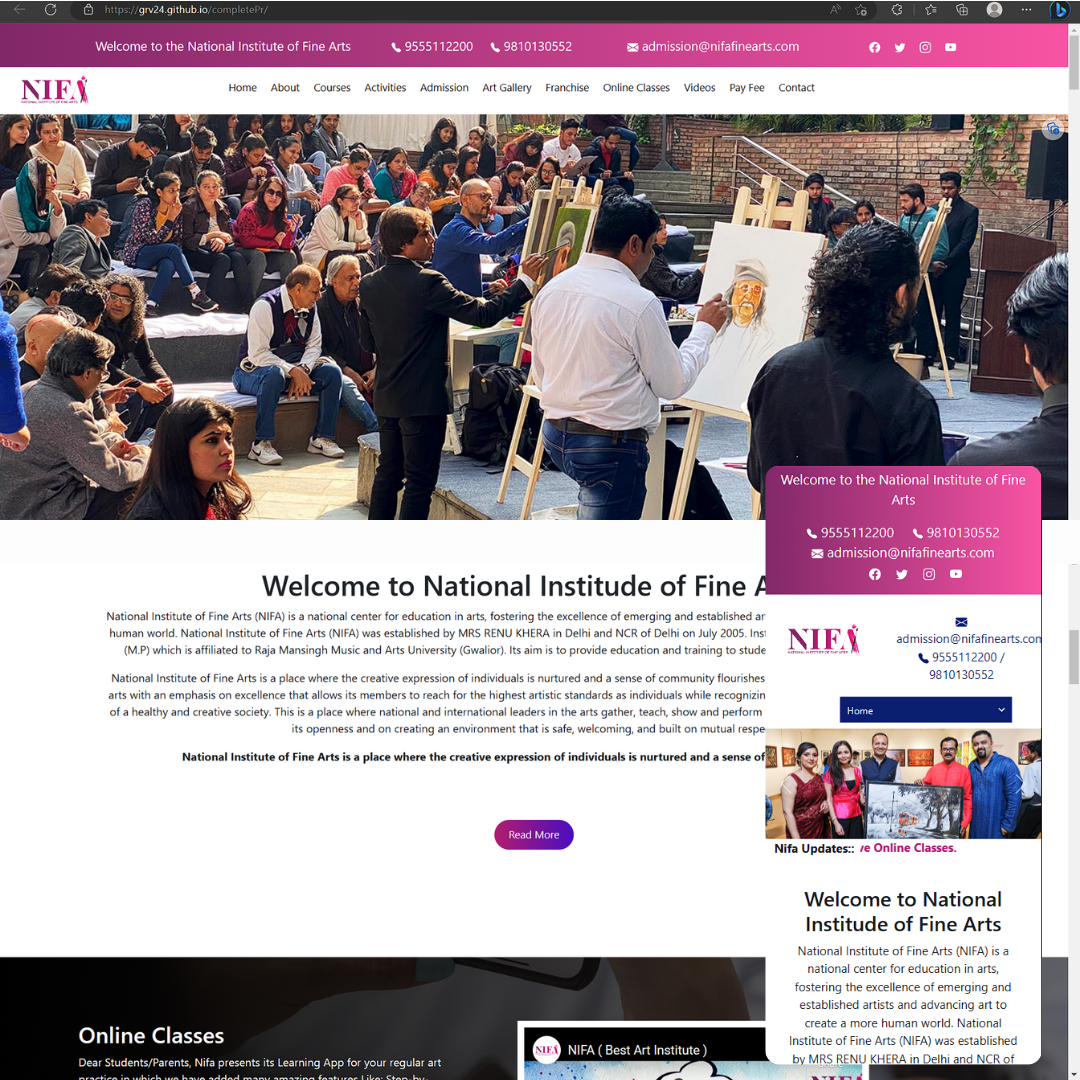 https://grv24.github.io/completePr/
Welcome to the National Institute of Fine Arts 9555112200 9810130552 admission@nifafinearts.com
NIFA
NATIONAL INSTITUTE OF FINE ARTS
Home About Courses Activities Admission Art Gallery Franchise Online Classes Videos Pay Fee Contact
Welcome to National Institude of Fine A
National Institute of Fine Arts (NIFA) is a national center for education in arts, fostering the excellence of emerging and established ar
human world. National Institute of Fine Arts (NIFA) was established by MRS RENU KHERA in Delhi and NCR of Delhi on July 2005. Inst
(M.P) which is affiliated to Raja Mansingh Music and Arts University (Gwalior). Its aim is to provide education and training to stude
National Institute of Fine Arts (NIFA) is a place where the creative expression of individuals is nurtured and a sense of community flourishes
arts with an emphasis on excellence that allows its members to reach for the highest artistic standards as individuals while recognizin
of a healthy and creative society. This is a place where national and international leaders in the arts gather, teach, show and perform
its openness and on creating an environment that is safe, welcoming, and built on mutual respe
National Institute of Fine Arts is a place where the creative expression of individuals is nurtured and a sense of
Read More
Online Classes
Dear Students/Parents, Nifa presents its Learning App for your regular art
practice in which we have added many amazing features Like: Step-by-
NIFA
NIFA ( Best Art Institute )
Welcome to the National Institute of Fine
Arts
9555112200 9810130552
admission@nifafinearts.com
NIFA
admission@nifafinearts.com
9555112200 /
9810130552
Home
Nifa Updates:: ve Online Classes.
Welcome to National
Institude of Fine Arts
National Institute of Fine Arts (NIFA) is a
national center for education in arts,
fostering the excellence of emerging and
established artists and advancing art to
create a more human world. National
Institute of Fine Arts (NIFA) was established
by MRS RENU KHERA in Delhi and NCR of